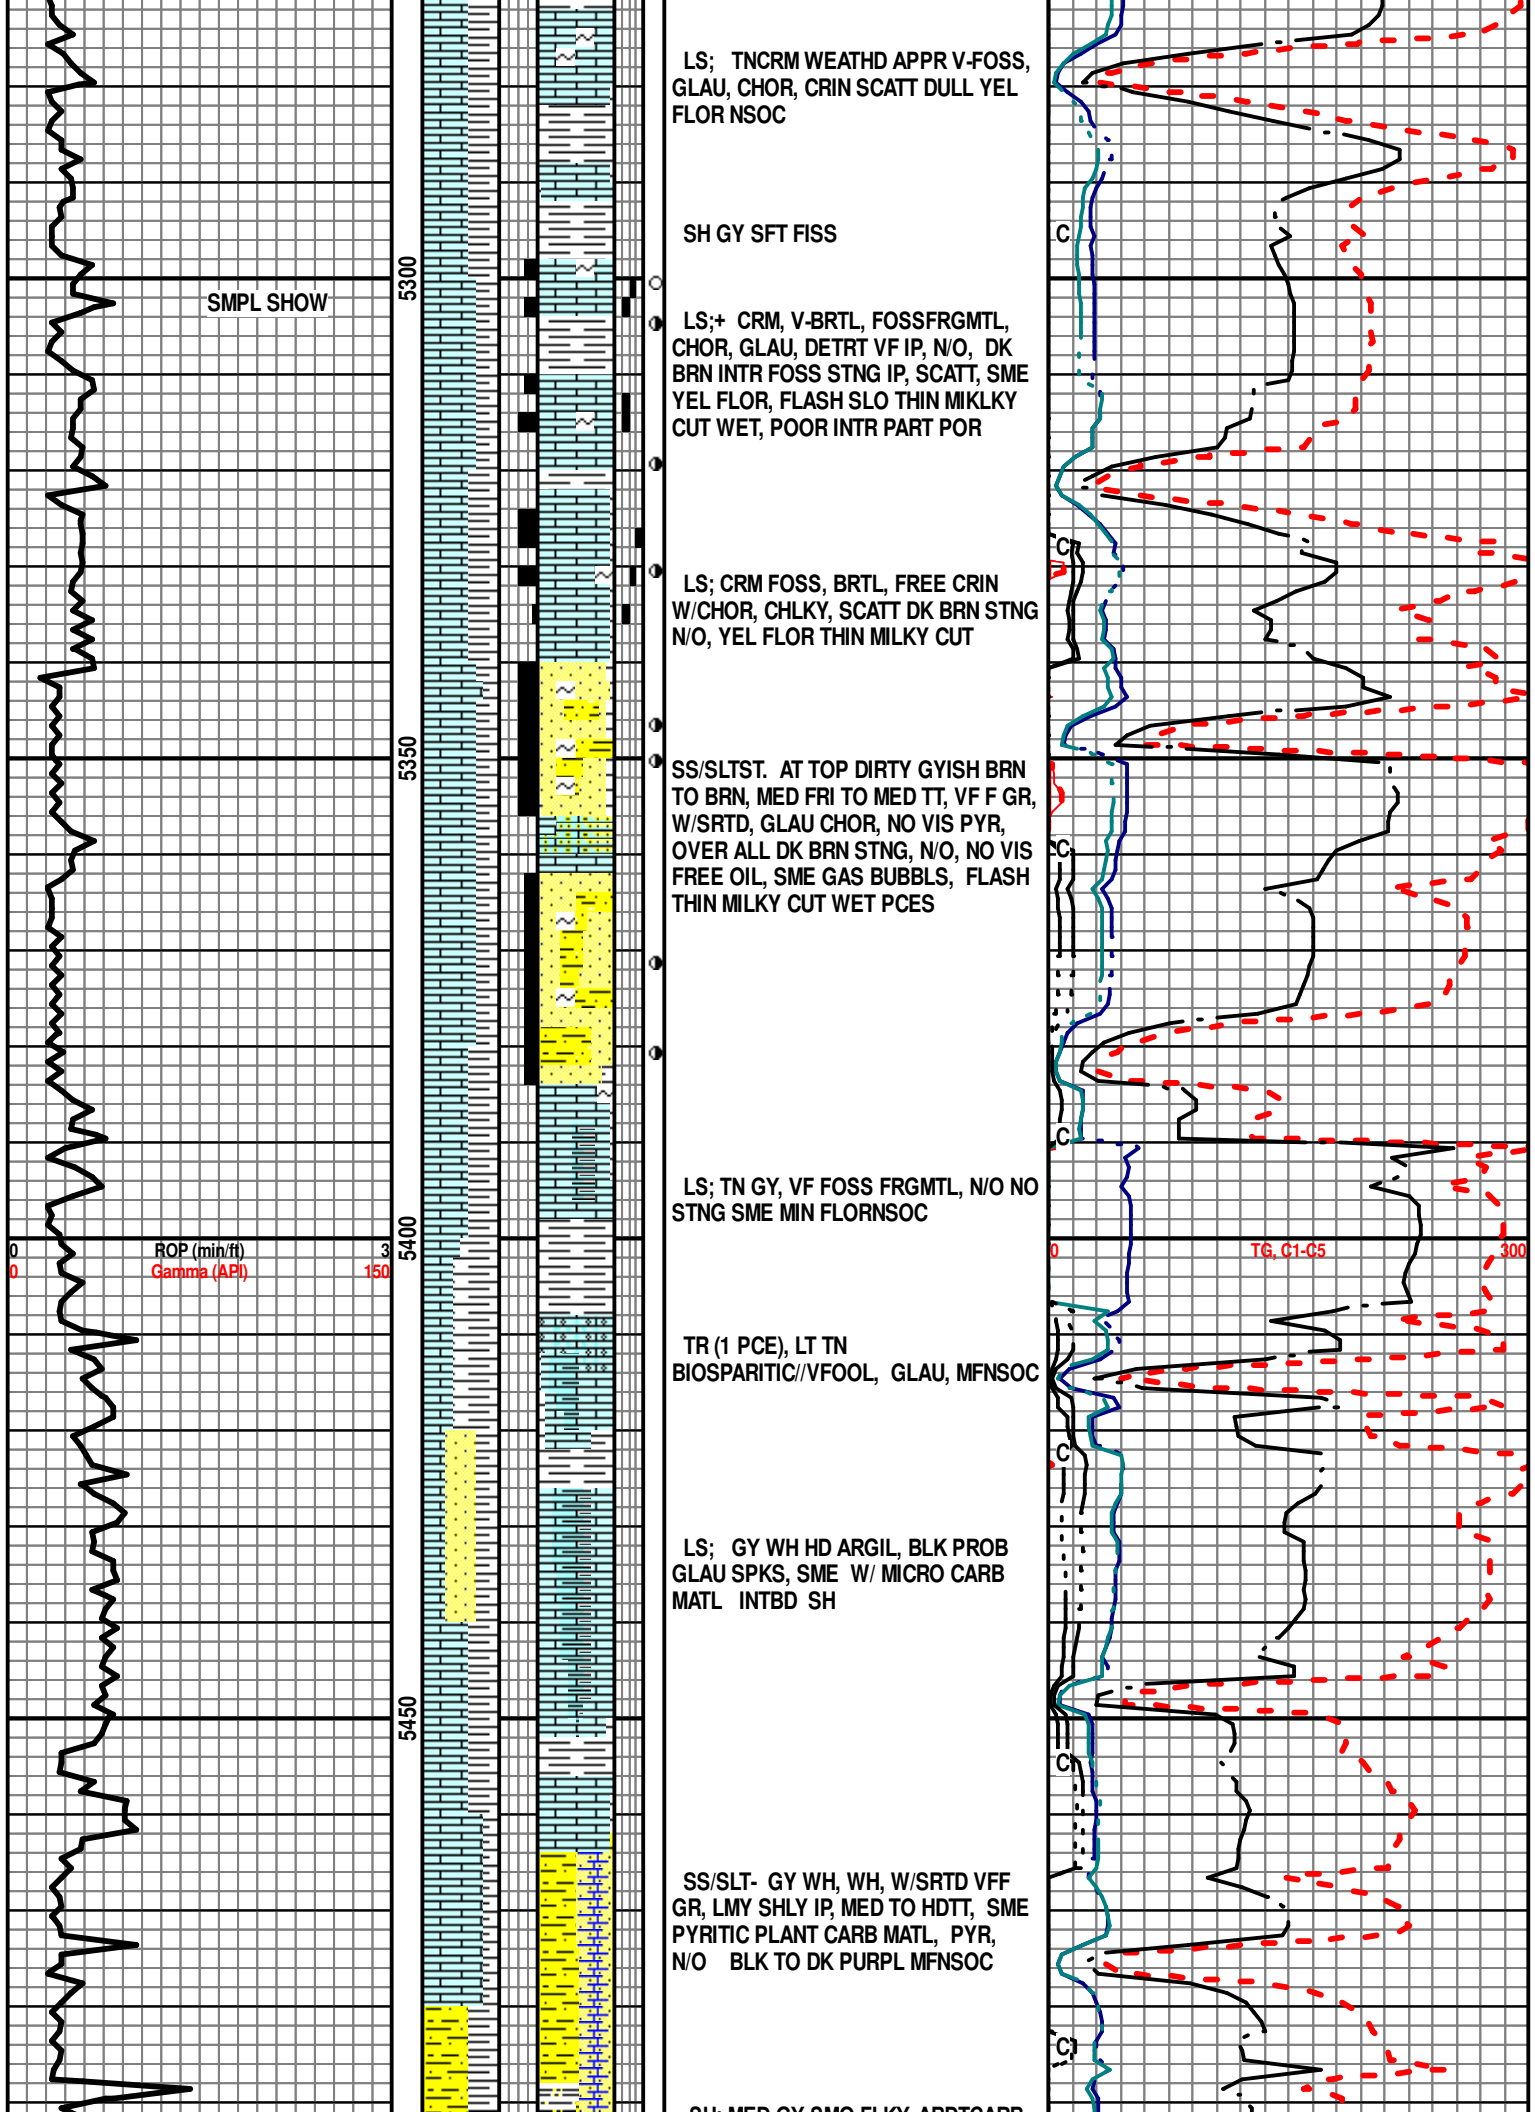 LS; TNCRM WEATHD APPR V-FOSS,
GLAU, CHOR, CRIN SCATT DULL YEL
FLOR NSOC
SH GY SFT FISS
C
5300
SMPL SHOW
LS;+ CRM, V-BRTL, FOSSFRGMTL,
CHOR, GLAU, DETRT VF IP, N/O, DK
BRN INTR FOSS STNG IP, SCATT, SME
YEL FLOR, FLASH SLO THIN MIKLKY
CUT WET, POOR INTR PART POR
C
LS; CRM FOSS, BRTL, FREE CRIN
W/CHOR, CHLKY, SCATT DK BRN STNG
N/O, YEL FLOR THIN MILKY CUT
5350
SS/SLTST. AT TOP DIRTY GYISH BRN
TO BRN, MED FRI TO MED TT, VF F GR,
W/SRTD, GLAU CHOR, NO VIS PYR,
OVER ALL DK BRN STNG, N/O, NO VIS
FREE OIL, SME GAS BUBBLS, FLASH
THIN MILKY CUT WET PCES
C
C
LS; TN GY, VF FOSS FRGMTL, N/O NO
STNG SME MIN FLORNSOC
5400
0 ROP (min/ft) 3
0 Gamma (API) 150
0 TG, C1-C5 300
TR (1 PCE), LT TN
BIOSPARITIC//VFOOL, GLAU, MFNSOC
C
LS; GY WH HD ARGIL, BLK PROB
GLAU SPKS, SME W/ MICRO CARB
MATL INTBD SH
5450
C
SS/SLT- GY WH, WH, W/SRTD VFF
GR, LMY SHLY IP, MED TO HDTT, SME
PYRITIC PLANT CARB MATL, PYR,
N/O BLK TO DK PURPL MFNSOC
C